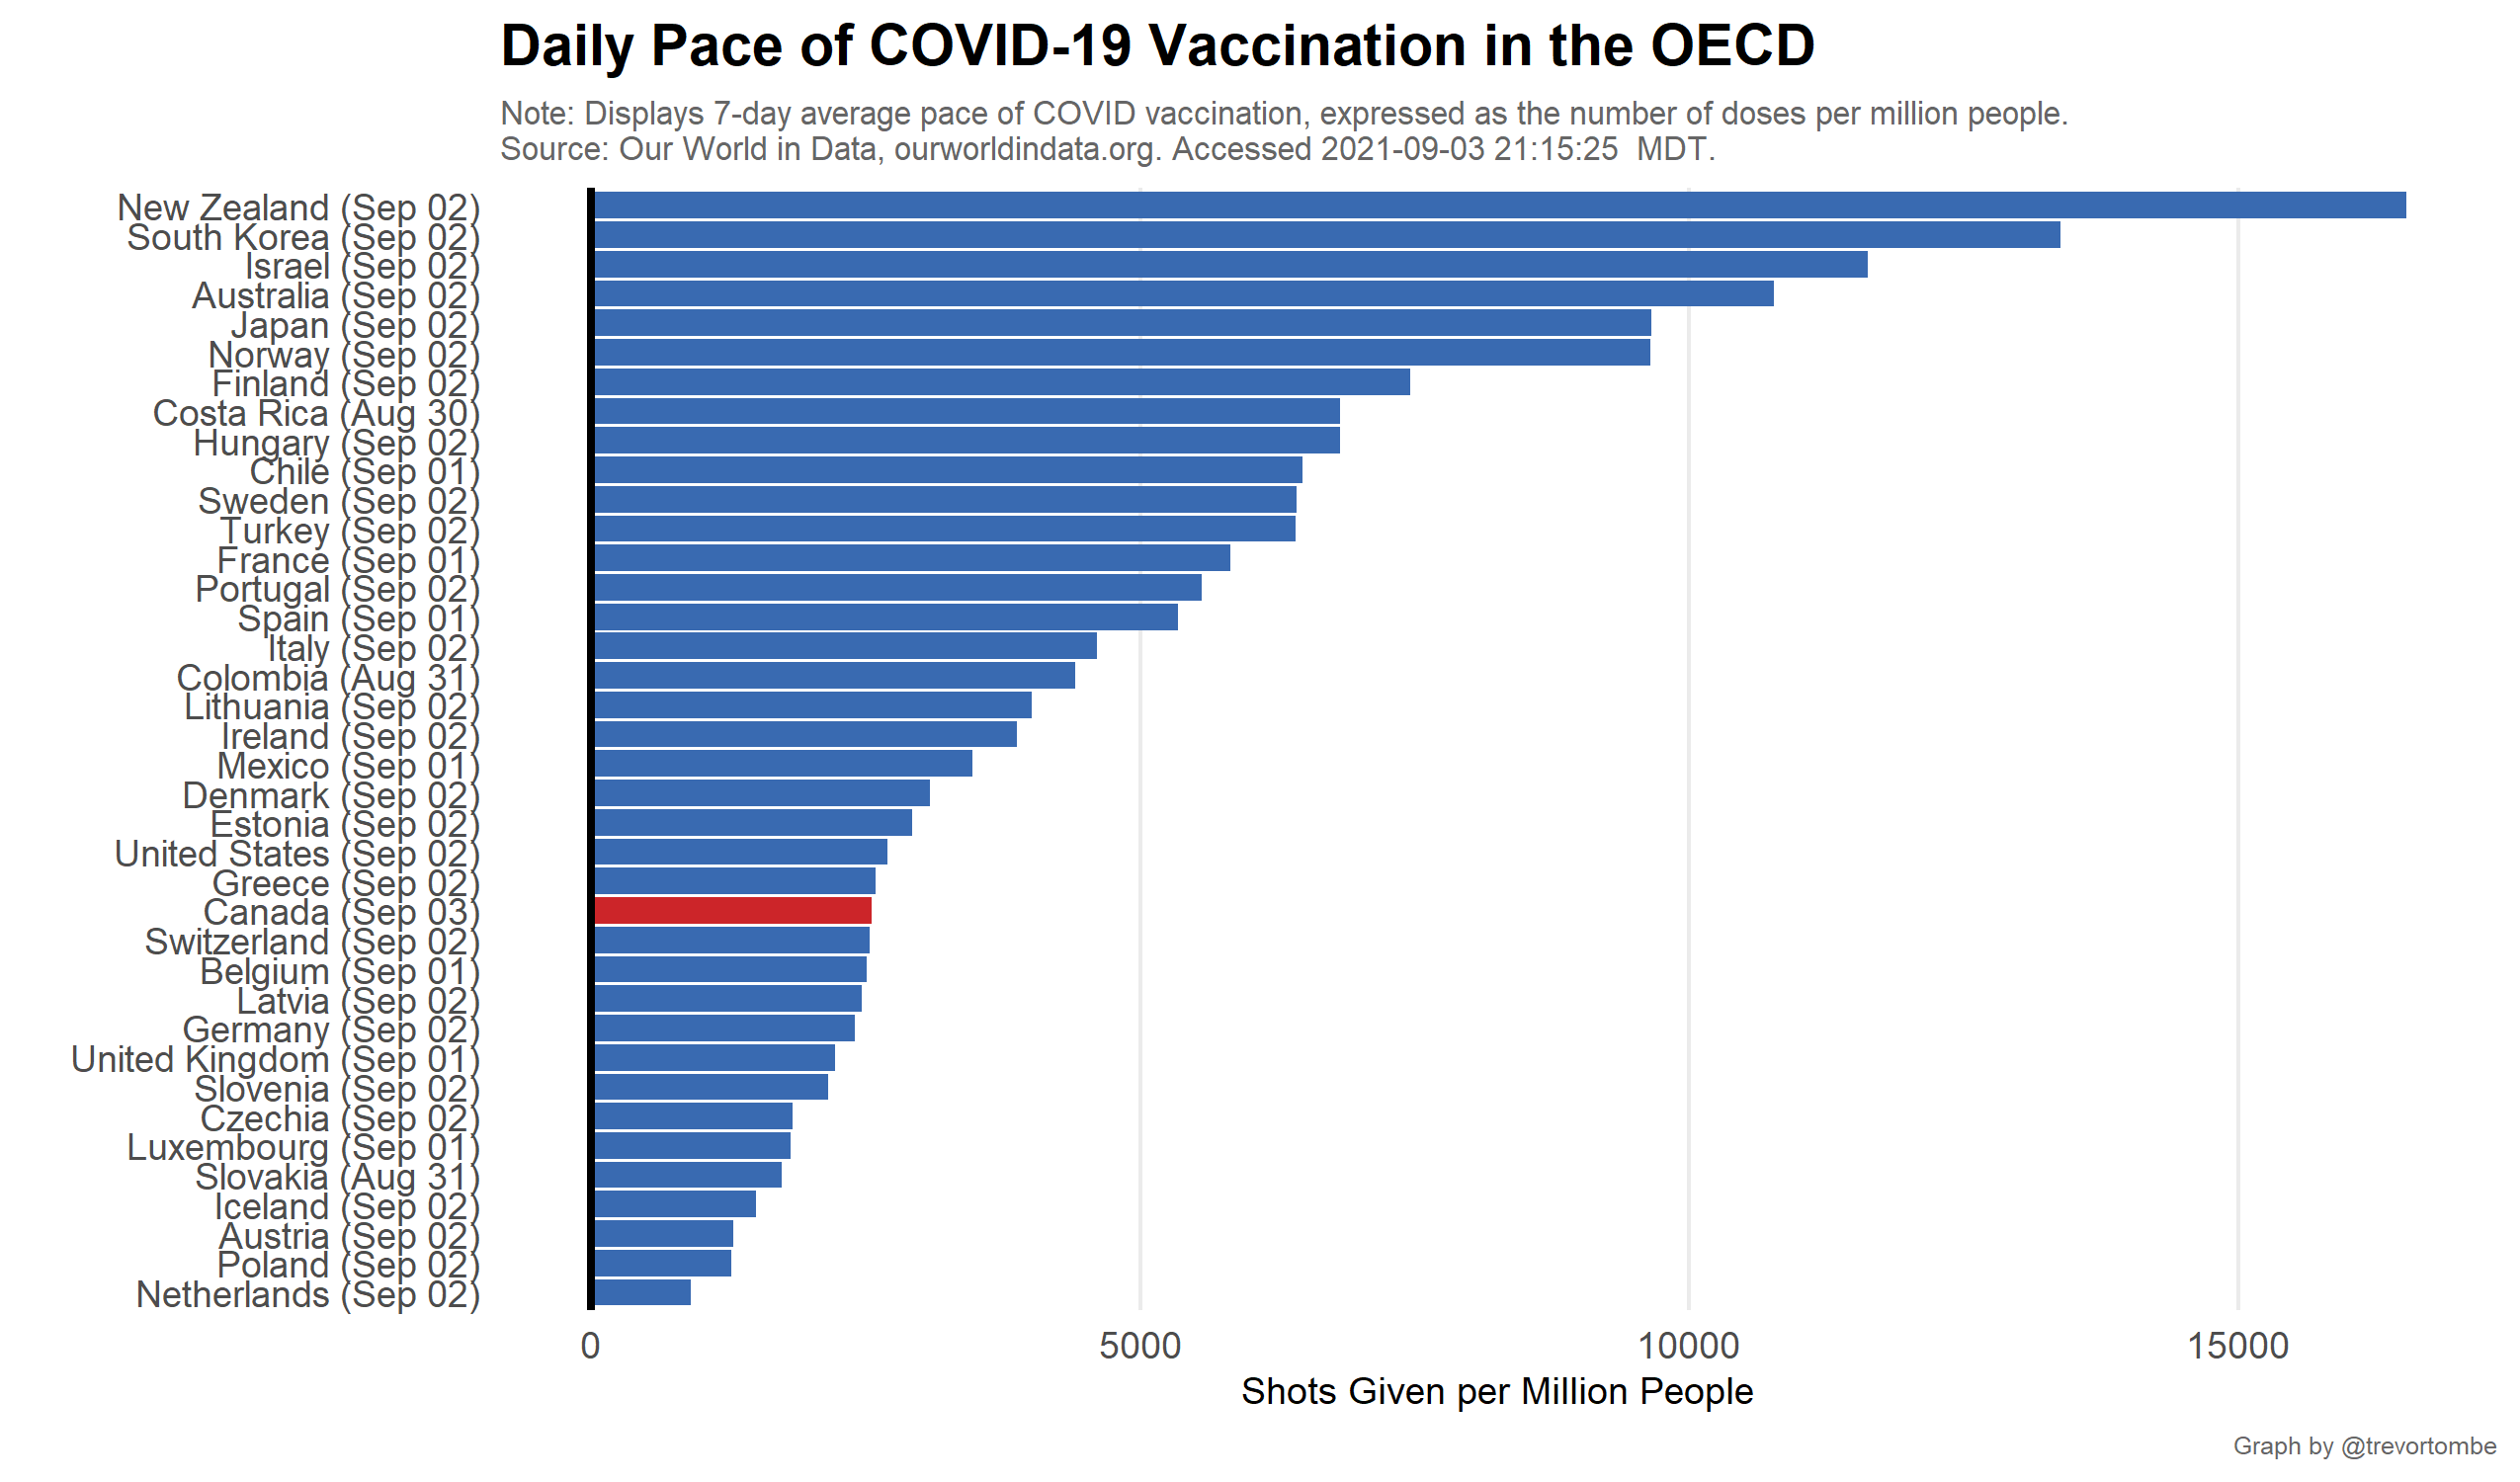 Daily Pace of COVID-19 Vaccination in the OECD
Note: Displays 7-day average pace of COVID vaccination, expressed as the number of doses per million people.
Source: Our World in Data, ourworldindata.org. Accessed 2021-09-03 21:15:25  MDT.
New Zealand (Sep 02)
South Korea (Sep 02)
Israel (Sep 02)
Australia (Sep 02)
Japan (Sep 02)
Norway (Sep 02)
Finland (Sep 02)
Costa Rica (Aug 30)
Hungary (Sep 02)
Chile (Sep 01)
Sweden (Sep 02)
Turkey (Sep 02)
France (Sep 01)
Portugal (Sep 02)
Spain (Sep 01)
Italy (Sep 02)
Colombia (Aug 31)
Lithuania (Sep 02)
Ireland (Sep 02)
Mexico (Sep 01)
Denmark (Sep 02)
Estonia (Sep 02)
United States (Sep 02)
Greece (Sep 02)
Canada (Sep 03)
Switzerland (Sep 02)
Belgium (Sep 01)
Latvia (Sep 02)
Germany (Sep 02)
United Kingdom (Sep 01)
Slovenia (Sep 02)
Czechia (Sep 02)
Luxembourg (Sep 01)
Slovakia (Aug 31)
Iceland (Sep 02)
Austria (Sep 02)
Poland (Sep 02)
Netherlands (Sep 02)
0 5000 10000 15000
Shots Given per Million People
Graph by @trevortombe